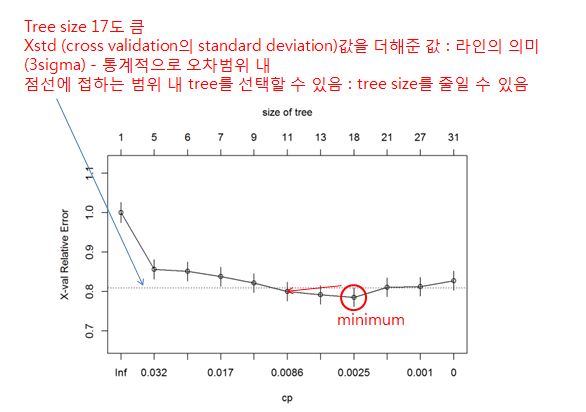 Tree size 17도 큼
Xstd (cross validation의 standard deviation)값을 더해준 값 : 라인의 의미
(3sigma) - 통계적으로 오차범위 내
점선에 접하는 범위 내 tree를 선택할 수 있음 : tree size를 줄일 수 있음
size of tree
1 5 6 7 9 11 13 18 21 27 31
1.1
1.0
0.9
0.8
0.7
X-val Relative Error
minimum
Inf 0.032 0.017 0.0086 0.0025 0.001 0
cp